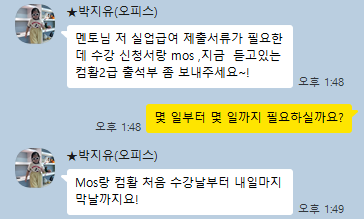 ★박지유(오피스)
멘토님 저 실업급여 제출서류가 필요한
데 수강 신청서랑 mos ,지금 듣고있는
컴활2급 출석부 좀 보내주세요~!
오후 1:48
몇 일부터 몇 일까지 필요하실까요?
오후 1:48
★박지유(오피스)
Mos랑 컴활 처음 수강날부터 내일마지
막날까지요!
오후 1:49